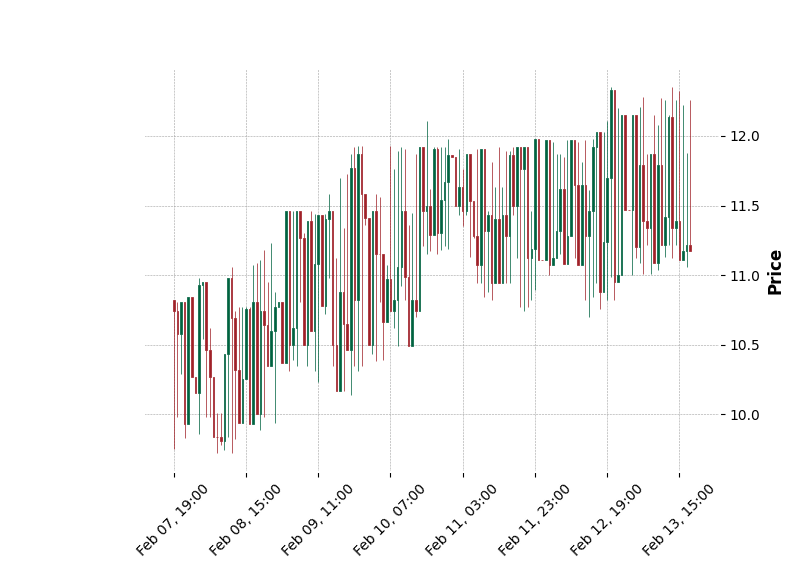 12.0
11.5
11.0
10.5
10.0
Price
Feb 07, 19:00
Feb 08, 15:00
Feb 09, 11:00
Feb 10, 07:00
Feb 11, 03:00
Feb 11, 23:00
Feb 12, 19:00
Feb 13, 15:00